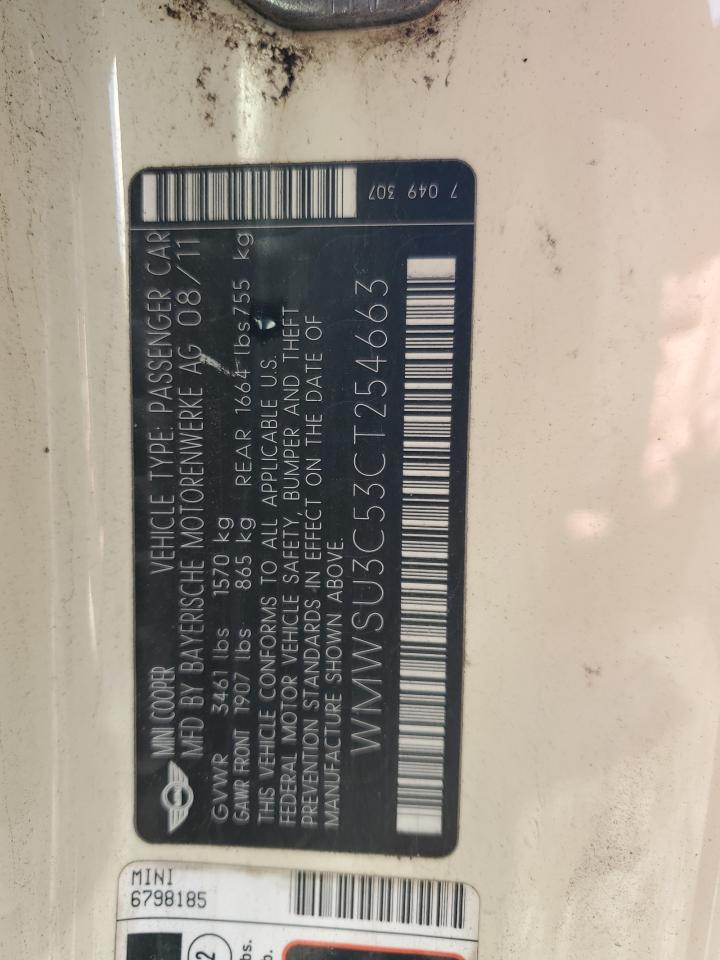 7 049 307
MINI COOPER VEHICLE TYPE: PASSENGER CAR
MFD BY BAYERISCHE MOTORENWERKE AG 08/11
GVWR 3461 lbs 1570 kg
GAWR FRONT 1907 lbs 865 kg REAR 1664 lbs 755 kg
THIS VEHICLE CONFORMS TO ALL APPLICABLE U.S.
FEDERAL MOTOR VEHICLE SAFETY, BUMPER AND THEFT
PREVENTION STANDARDS IN EFFECT ON THE DATE OF
MANUFACTURE SHOWN ABOVE.
WMWSU3C53CT254663
MINI
6798185
2
lbs.